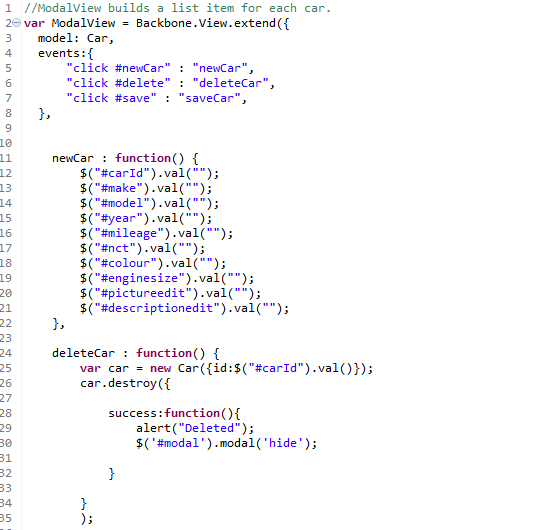 1 //ModalView builds a list item for each car.
2 var ModalView = Backbone.View.extend({
3 model: Car,
4 events:{
5 "click #newCar" : "newCar",
6 "click #delete" : "deleteCar",
7 "click #save" : "saveCar",
8 },
9
10
11 newCar : function() {
12 $("#carId").val("");
13 $("#make").val("");
14 $("#model").val("");
15 $("#year").val("");
16 $("#mileage").val("");
17 $("#nct").val("");
18 $("#colour").val("");
19 $("#enginesize").val("");
20 $("#pictureedit").val("");
21 $("#descriptionedit").val("");
22 },
23
24 deleteCar : function() {
25 var car = new Car({id:$("#carId").val()});
26 car.destroy({
27
28 success:function(){
29 alert("Deleted");
30 $('#modal').modal('hide');
31
32 }
33
34 }
35 );